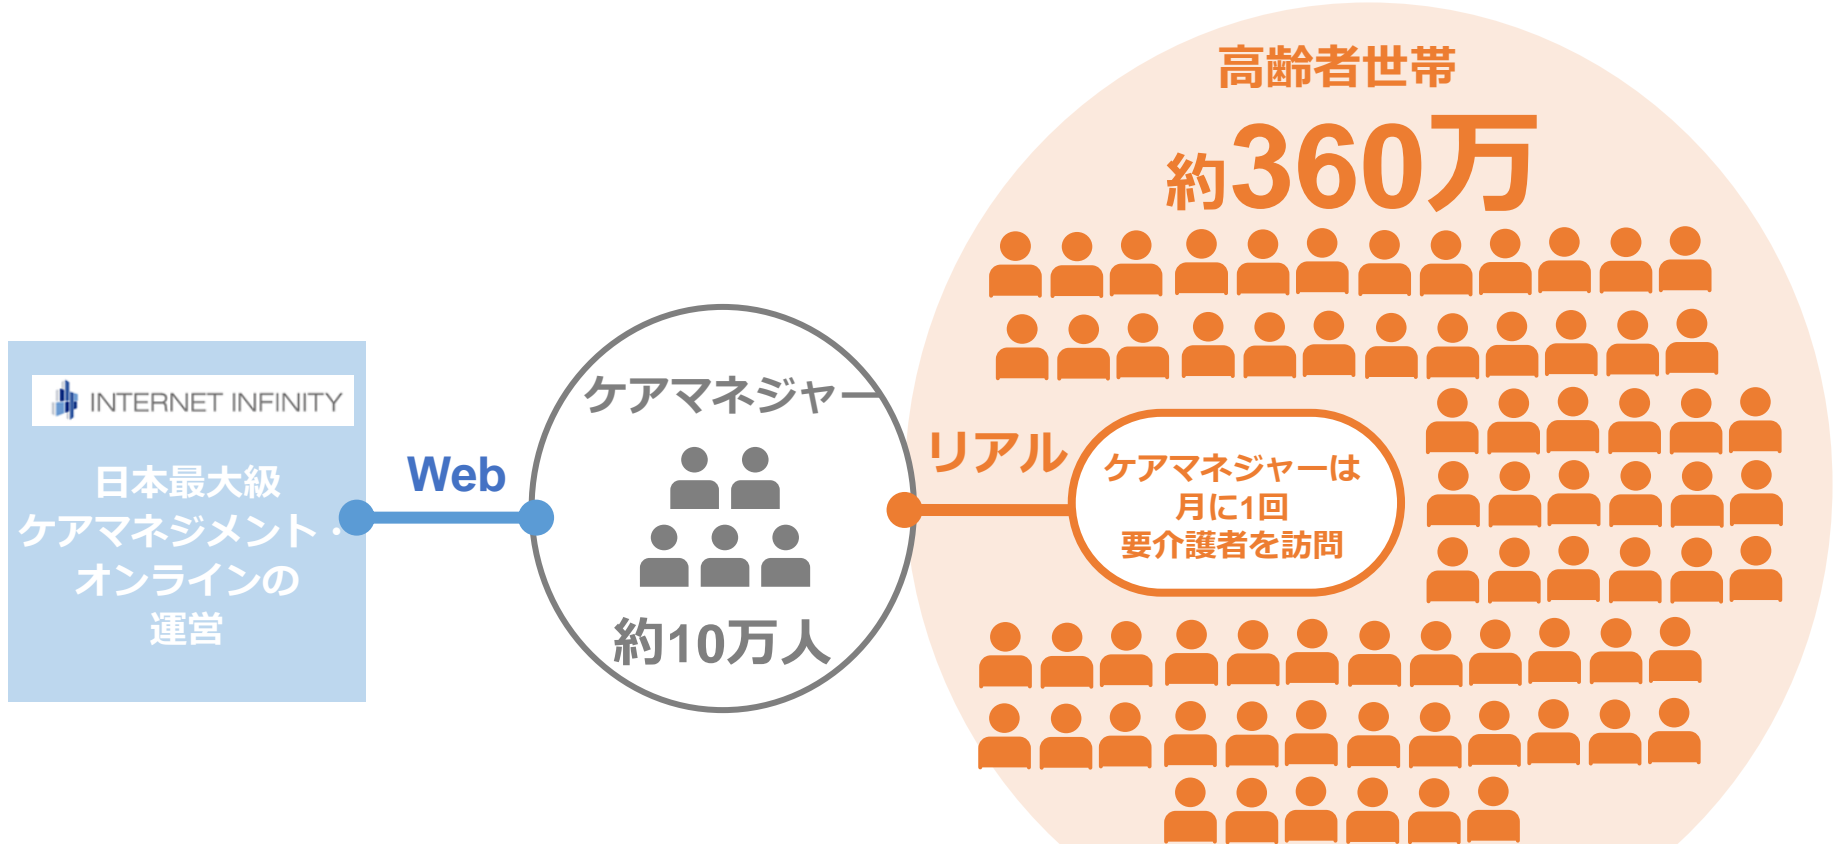 高齢者世帯
約360万
INTERNET INFINITY
日本最大級
ケアマネジメント・
オンラインの
運営
Web
ケアマネジャー
約10万人
リアル
ケアマネジャーは
月に1回
要介護者を訪問